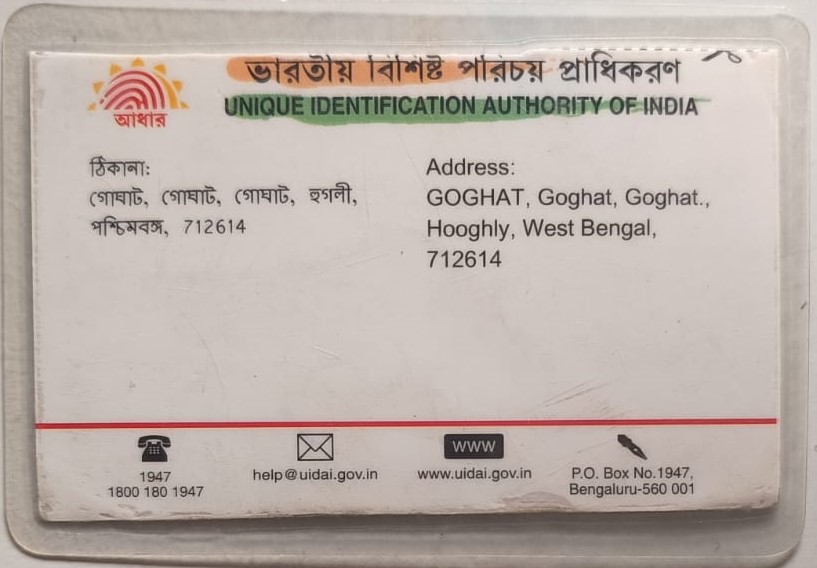 ভারতীয় বিশিষ্ট পরিচয় প্রাধিকরণ
UNIQUE IDENTIFICATION AUTHORITY OF INDIA
আধার
ঠিকানা:
গোঘাট, গোঘাট, গোঘাট, হুগলী,
পশ্চিমবঙ্গ, 712614
Address:
GOGHAT, Goghat, Goghat.,
Hooghly, West Bengal,
712614
1947
1800 180 1947
help@uidai.gov.in
WWW
www.uidai.gov.in
P.O. Box No.1947,
Bengaluru-560 001